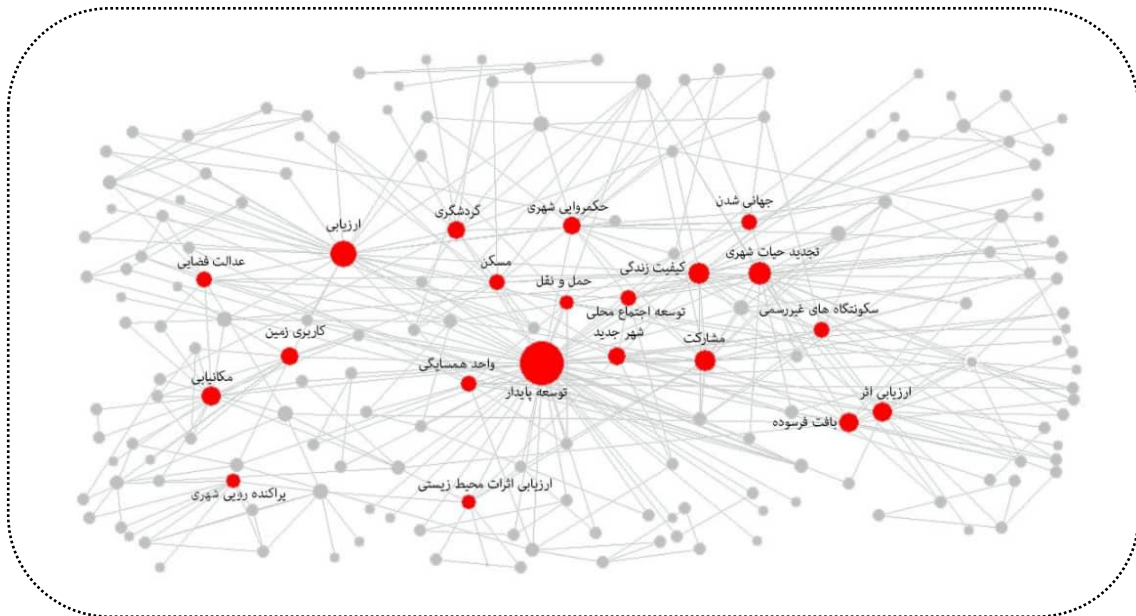 جهانی شدن
حکمروایی شهری
گردشگری
ارزیابی
تجدید حیات شهری
کیفیت زندگی
مسکن
عدالت فضایی
حمل و نقل
سکونتگاه های غیررسمی
توسعه اجتماع محلی
مشارکت
شهر جدید
کاربری زمین
واحد همسایگی
مکانیابی
توسعه پایدار
ارزیابی اثر
بافت فرسوده
ارزیابی اثرات محیط زیستی
پراکنده رویی شهری